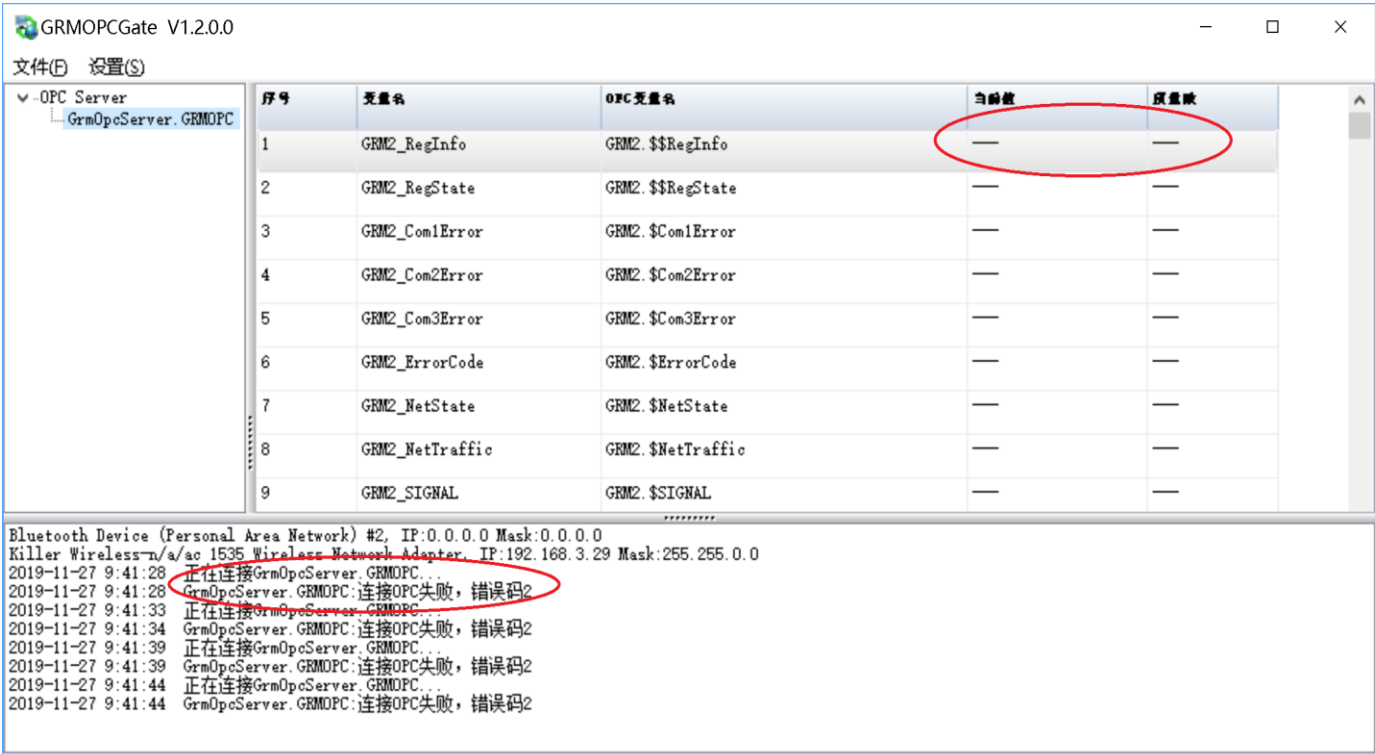 GRMOPCGate V1.2.0.0
文件(F) 设置(S)
OPC Server
GrmOpcServer.GRMOPC
序号 变量名 OPC变量名 当前值 质量戳
1 GRM2_RegInfo GRM2.$$RegInfo —— ——
2 GRM2_RegState GRM2.$$RegState —— ——
3 GRM2_Com1Error GRM2.$Com1Error —— ——
4 GRM2_Com2Error GRM2.$Com2Error —— ——
5 GRM2_Com3Error GRM2.$Com3Error —— ——
6 GRM2_ErrorCode GRM2.$ErrorCode —— ——
7 GRM2_NetState GRM2.$NetState —— ——
8 GRM2_NetTraffic GRM2.$NetTraffic —— ——
9 GRM2_SIGNAL GRM2.$SIGNAL —— ——
Bluetooth Device (Personal Area Network) #2, IP:0.0.0.0 Mask:0.0.0.0
Killer Wireless-n/a/ac 1535 Wireless Network Adapter, IP:192.168.3.29 Mask:255.255.0.0
2019-11-27 9:41:28 正在连接GrmOpcServer.GRMOPC...
2019-11-27 9:41:28 GrmOpcServer.GRMOPC:连接OPC失败，错误码2
2019-11-27 9:41:33 正在连接GrmOpcServer.GRMOPC...
2019-11-27 9:41:34 GrmOpcServer.GRMOPC:连接OPC失败，错误码2
2019-11-27 9:41:39 正在连接GrmOpcServer.GRMOPC...
2019-11-27 9:41:39 GrmOpcServer.GRMOPC:连接OPC失败，错误码2
2019-11-27 9:41:44 正在连接GrmOpcServer.GRMOPC...
2019-11-27 9:41:44 GrmOpcServer.GRMOPC:连接OPC失败，错误码2